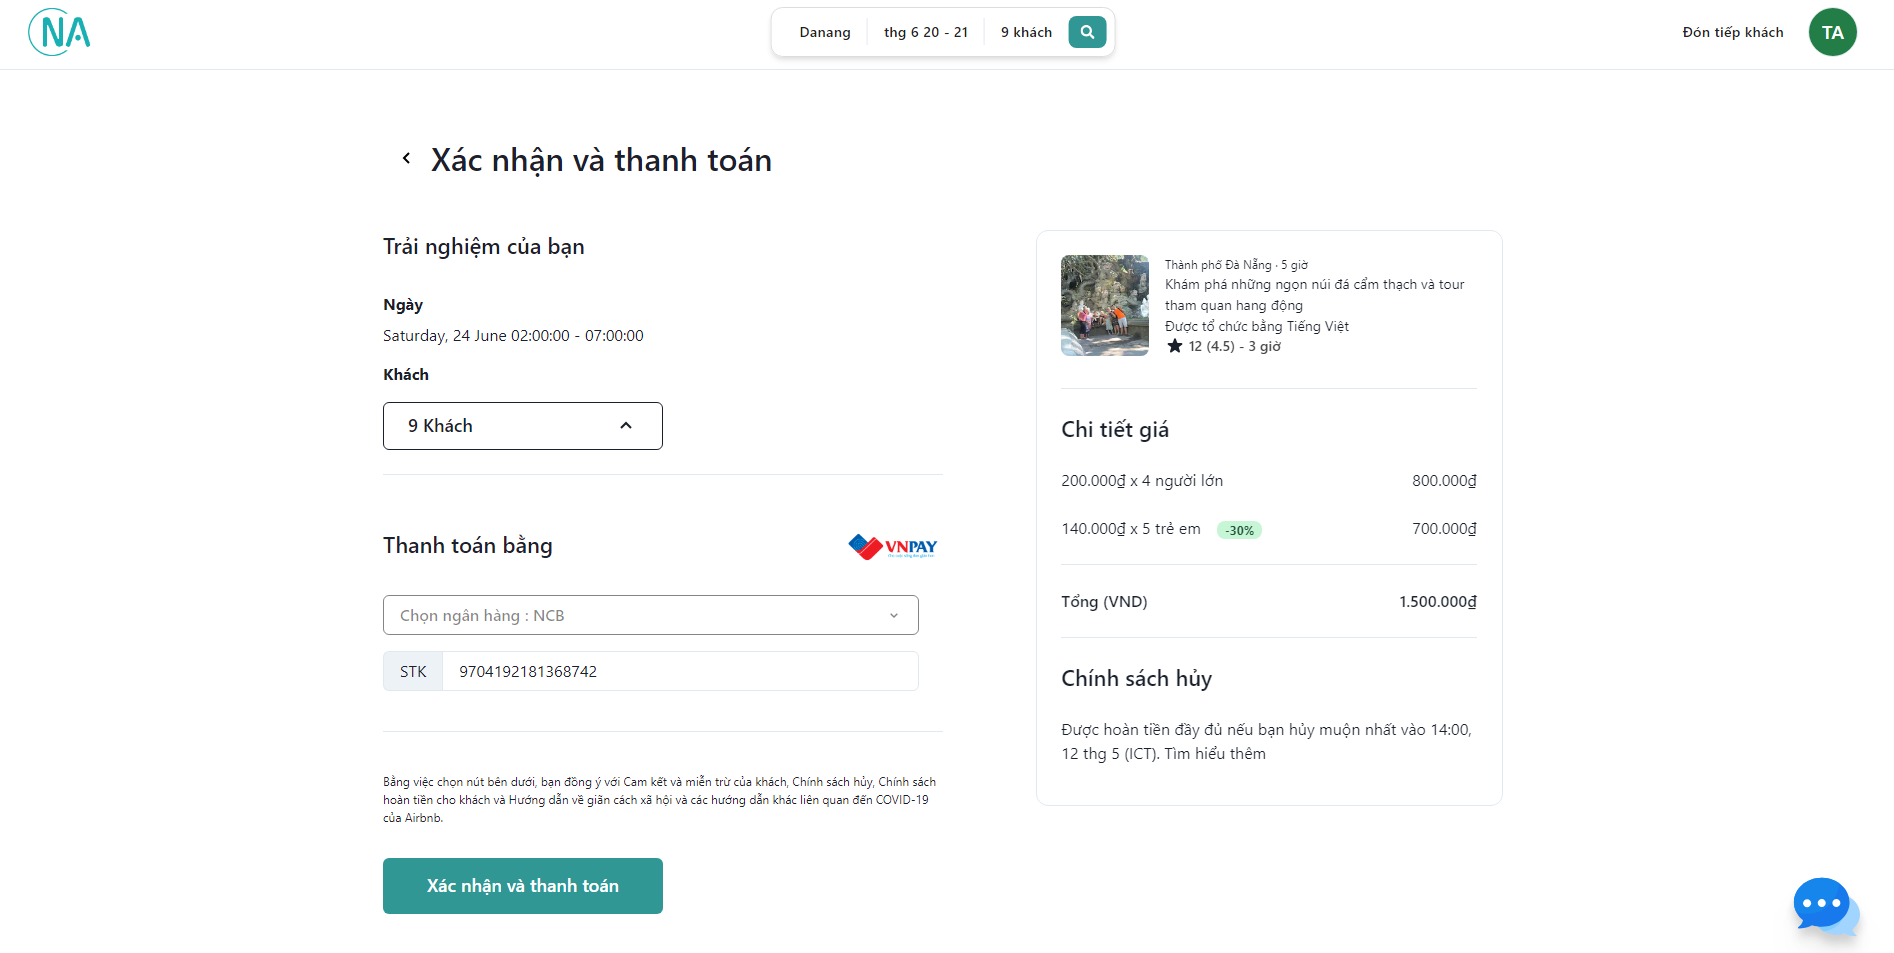 NA
Danang
thg 6 20 - 21
9 khách
Đón tiếp khách
TA
Xác nhận và thanh toán
Trải nghiệm của bạn
Ngày
Saturday, 24 June 02:00:00 - 07:00:00
Khách
9 Khách
Thanh toán bằng
VNPAY
Chọn ngân hàng : NCB
STK
9704192181368742
Bằng việc chọn nút bên dưới, bạn đồng ý với Cam kết và miễn trừ của khách, Chính sách hủy, Chính sách
hoàn tiền cho khách và Hướng dẫn về giãn cách xã hội và các hướng dẫn khác liên quan đến COVID-19
của Airbnb.
Xác nhận và thanh toán
Thành phố Đà Nẵng · 5 giờ
Khám phá những ngọn núi đá cẩm thạch và tour
tham quan hang động
Được tổ chức bằng Tiếng Việt
12 (4.5) - 3 giờ
Chi tiết giá
200.000₫ x 4 người lớn
800.000₫
140.000₫ x 5 trẻ em
-30%
700.000₫
Tổng (VND)
1.500.000₫
Chính sách hủy
Được hoàn tiền đầy đủ nếu bạn hủy muộn nhất vào 14:00,
12 thg 5 (ICT). Tìm hiểu thêm